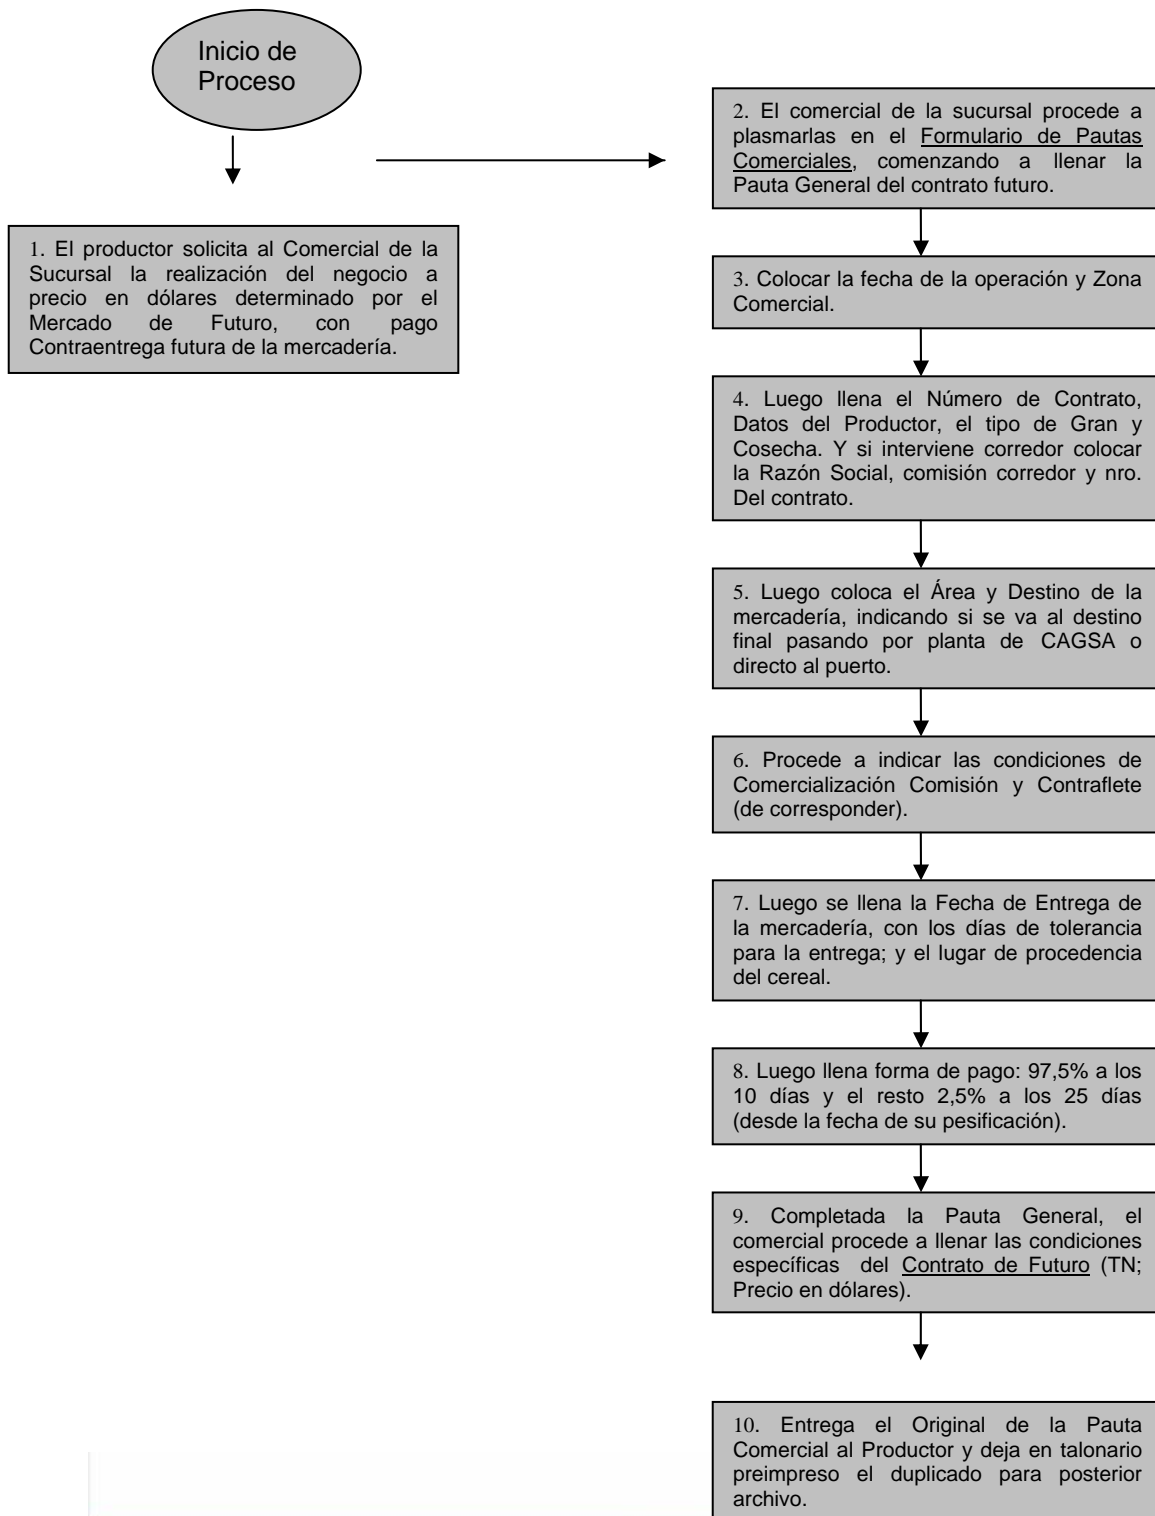 Inicio de
Proceso
1. El productor solicita al Comercial de la
Sucursal la realización del negocio a
precio en dólares determinado por el
Mercado de Futuro, con pago
Contraentrega futura de la mercadería.
2. El comercial de la sucursal procede a
plasmarlas en el Formulario de Pautas
Comerciales, comenzando a llenar la
Pauta General del contrato futuro.
3. Colocar la fecha de la operación y Zona
Comercial.
4. Luego llena el Número de Contrato,
Datos del Productor, el tipo de Gran y
Cosecha. Y si interviene corredor colocar
la Razón Social, comisión corredor y nro.
Del contrato.
5. Luego coloca el Área y Destino de la
mercadería, indicando si se va al destino
final pasando por planta de CAGSA o
directo al puerto.
6. Procede a indicar las condiciones de
Comercialización Comisión y Contraflete
(de corresponder).
7. Luego se llena la Fecha de Entrega de
la mercadería, con los días de tolerancia
para la entrega; y el lugar de procedencia
del cereal.
8. Luego llena forma de pago: 97,5% a los
10 días y el resto 2,5% a los 25 días
(desde la fecha de su pesificación).
9. Completada la Pauta General, el
comercial procede a llenar las condiciones
específicas del Contrato de Futuro (TN;
Precio en dólares).
10. Entrega el Original de la Pauta
Comercial al Productor y deja en talonario
preimpreso el duplicado para posterior
archivo.